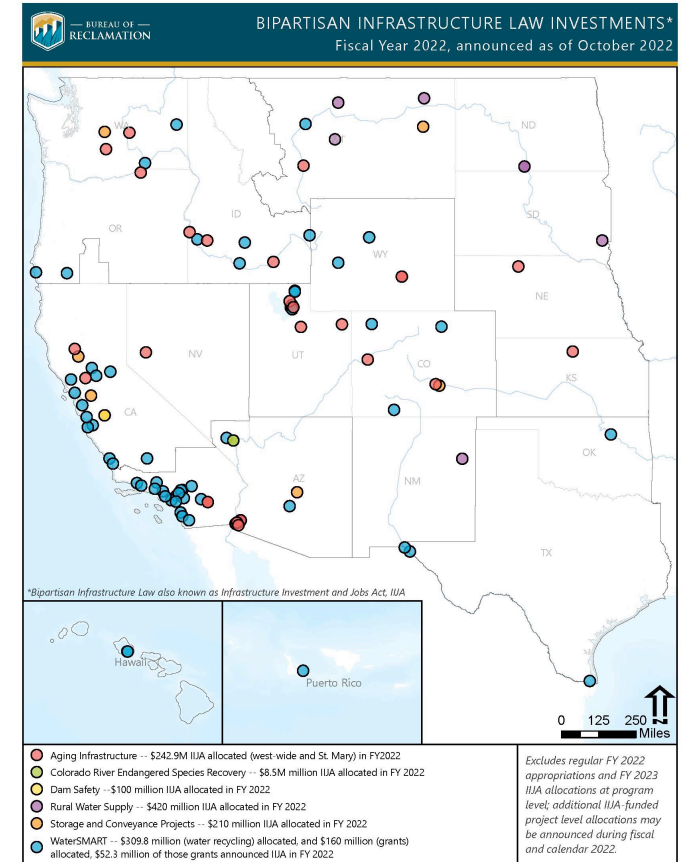 BUREAU OF
RECLAMATION
BIPARTISAN INFRASTRUCTURE LAW INVESTMENTS*
Fiscal Year 2022, announced as of October 2022
WA
ND
OR
ID
SD
WY
NE
NV
UT
CO
KS
CA
OK
AZ
NM
TX
*Bipartisan Infrastructure Law also known as Infrastructure Investment and Jobs Act, IIJA
Hawaii
Puerto Rico
N
0 125 250
Miles
Aging Infrastructure -- $242.9M IIJA allocated (west-wide and St. Mary) in FY2022
Colorado River Endangered Species Recovery -- $8.5M million IIJA allocated in FY 2022
Dam Safety --$100 million IIJA allocated in FY 2022
Rural Water Supply -- $420 million IIJA allocated in FY 2022
Storage and Conveyance Projects -- $210 million IIJA allocated in FY 2022
WaterSMART -- $309.8 million (water recycling) allocated, and $160 million (grants)
allocated, $52.3 million of those grants announced IIJA in FY 2022
Excludes regular FY 2022
appropriations and FY 2023
IIJA allocations at program
level; additional IIJA-funded
project level allocations may
be announced during fiscal
and calendar 2022.